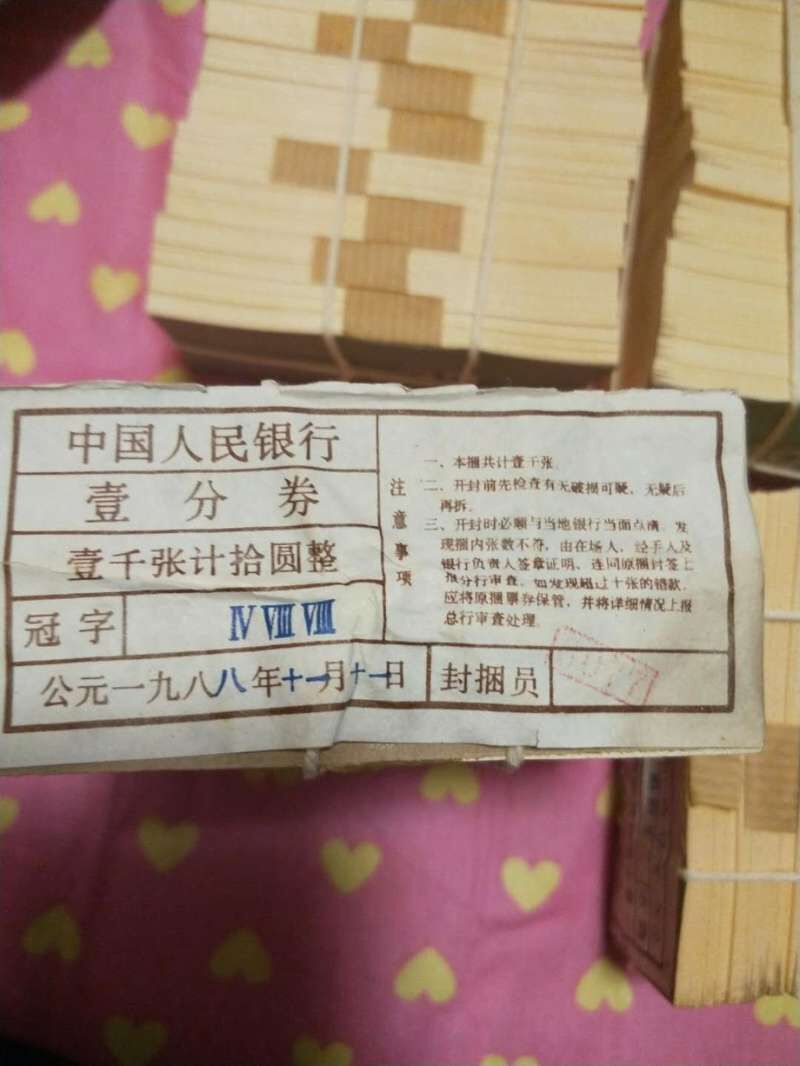 中国人民银行
壹分券
壹千张计拾圆整
冠字 Ⅳ Ⅷ Ⅷ
公元一九八八年十一月十一日 封捆员
注意事项
一、本捆共计壹千张
二、开封前先检查有无破损可疑、无疑后
再拆。
三、开封时必须与当地银行当面点清、发
现捆内张数不符，由在场人，经手人及
银行负责人签章证明、连同原捆封签上
报分行审查。如发现超过十张的错款，
应将原捆票券保管，并将详细情况上报
总行审查处理。